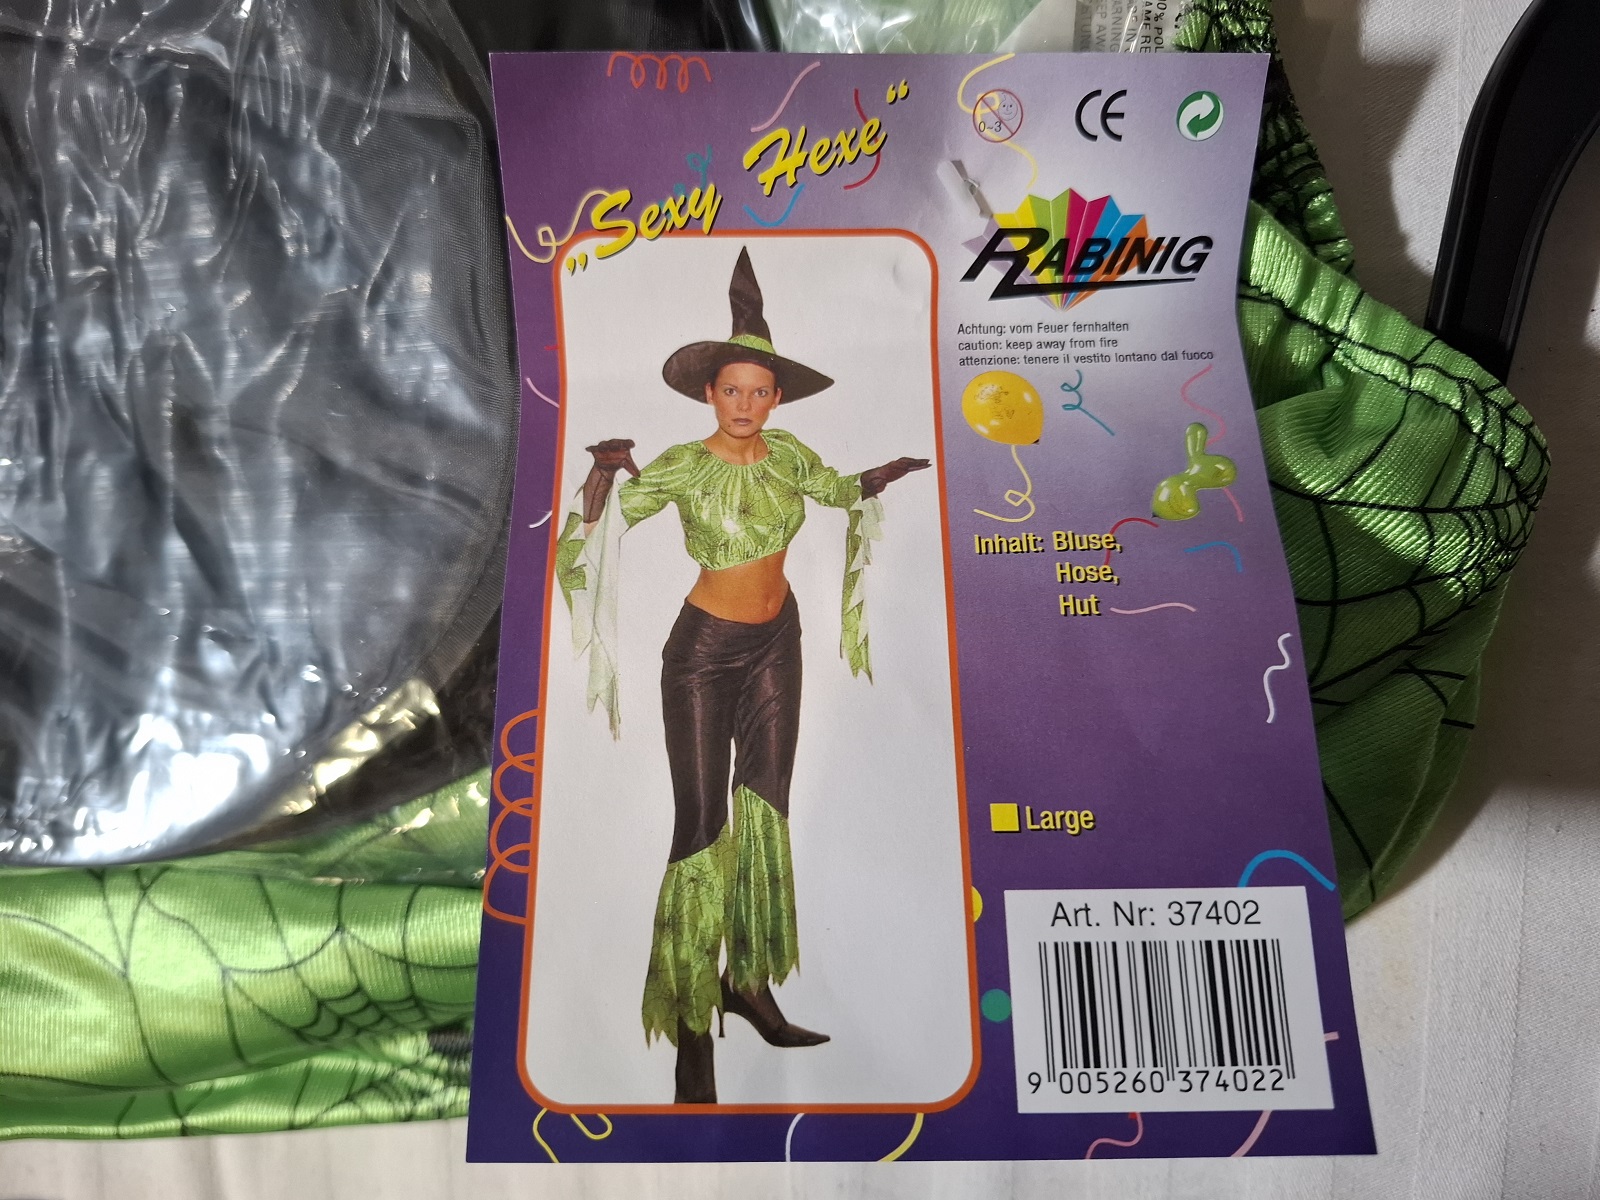 „Sexy Hexe“
0-3
CE
RABINIG
Achtung: vom Feuer fernhalten
caution: keep away from fire
attenzione: tenere il vestito lontano dal fuoco
Inhalt: Bluse,
Hose,
Hut
Large
Art. Nr: 37402
9 005260 374022